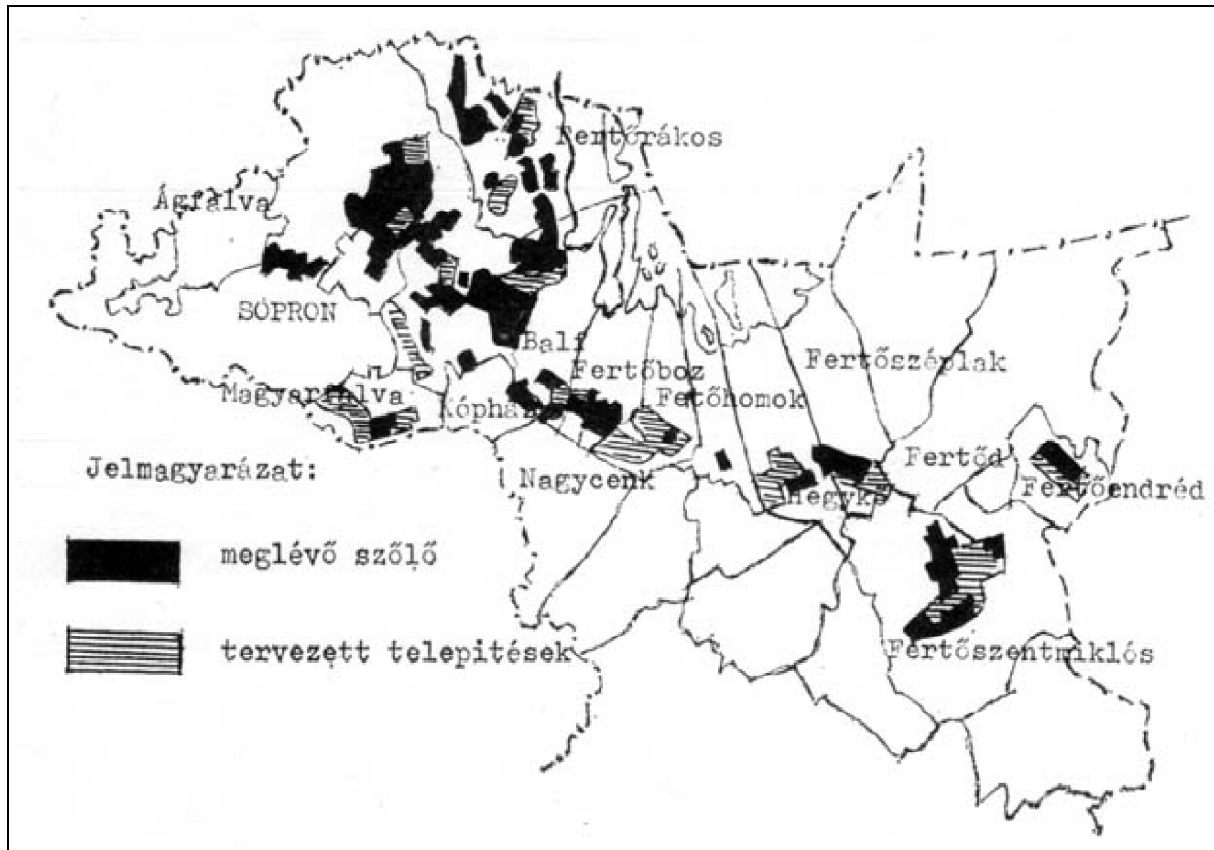 Fertőrákos
Ágfalva
SOPRON
Balf
Fertőboz
Fertőszéplak
Magyarfalva
Kópháza
Fetőhomok
Jelmagyarázat:
Nagycenk
Hegykő
Fertőd
Fertőendréd
meglévő szőlő
tervezett telepitések
Fertőszentmiklós